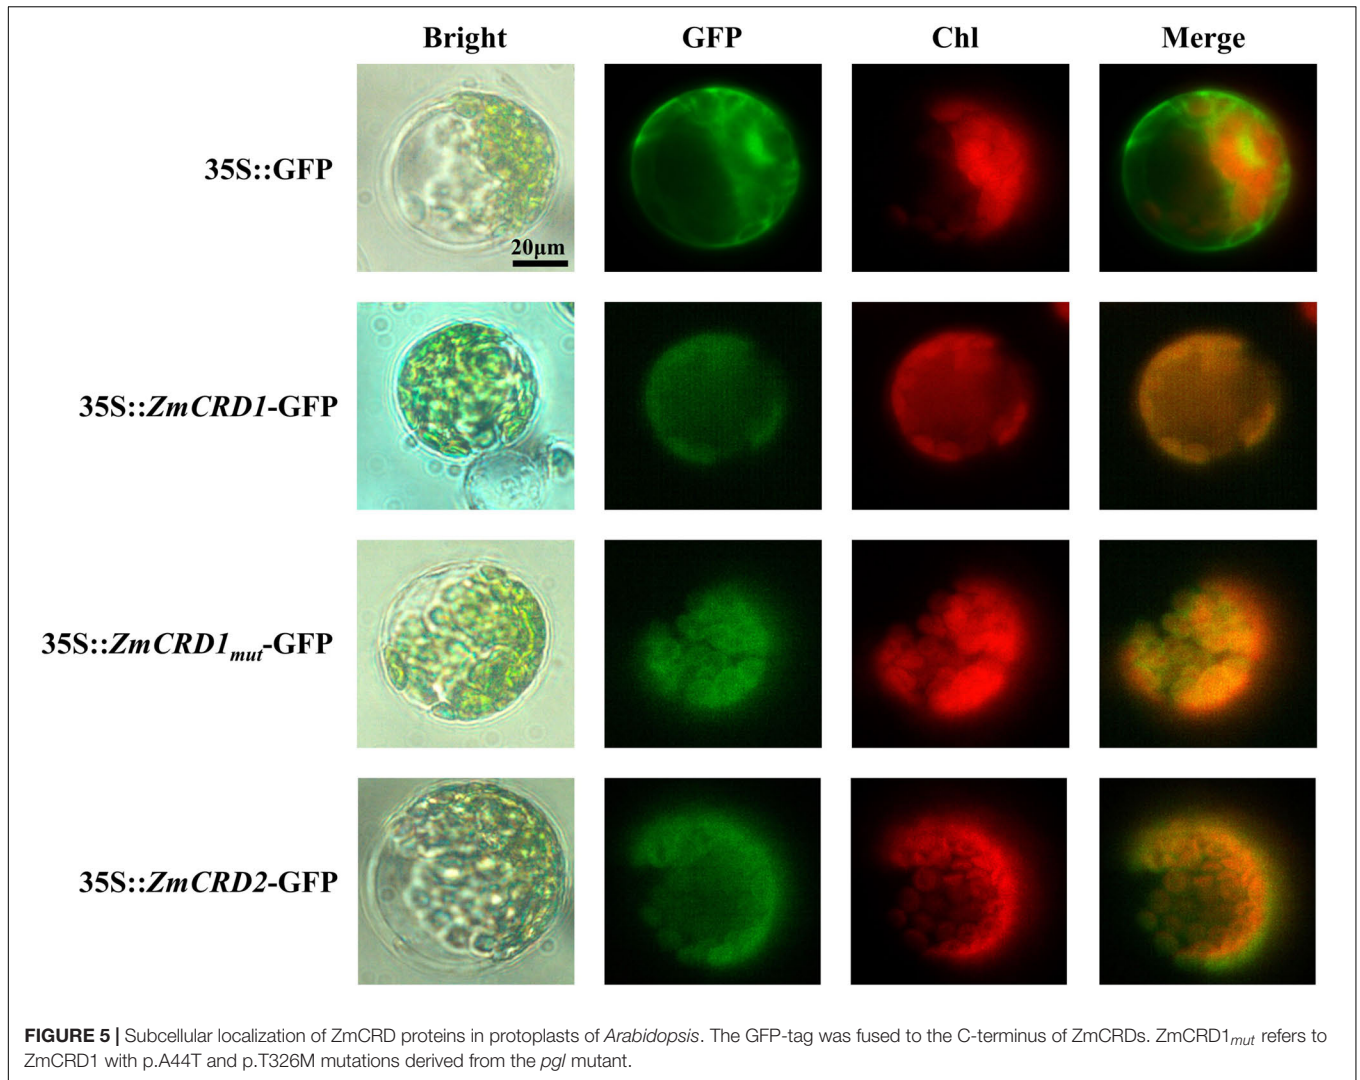 Bright GFP Chl Merge
35S::GFP
20μm
35S::ZmCRD1-GFP
35S::ZmCRD1mut-GFP
35S::ZmCRD2-GFP
FIGURE 5 | Subcellular localization of ZmCRD proteins in protoplasts of Arabidopsis. The GFP-tag was fused to the C-terminus of ZmCRDs. ZmCRD1mut refers to
ZmCRD1 with p.A44T and p.T326M mutations derived from the pgl mutant.